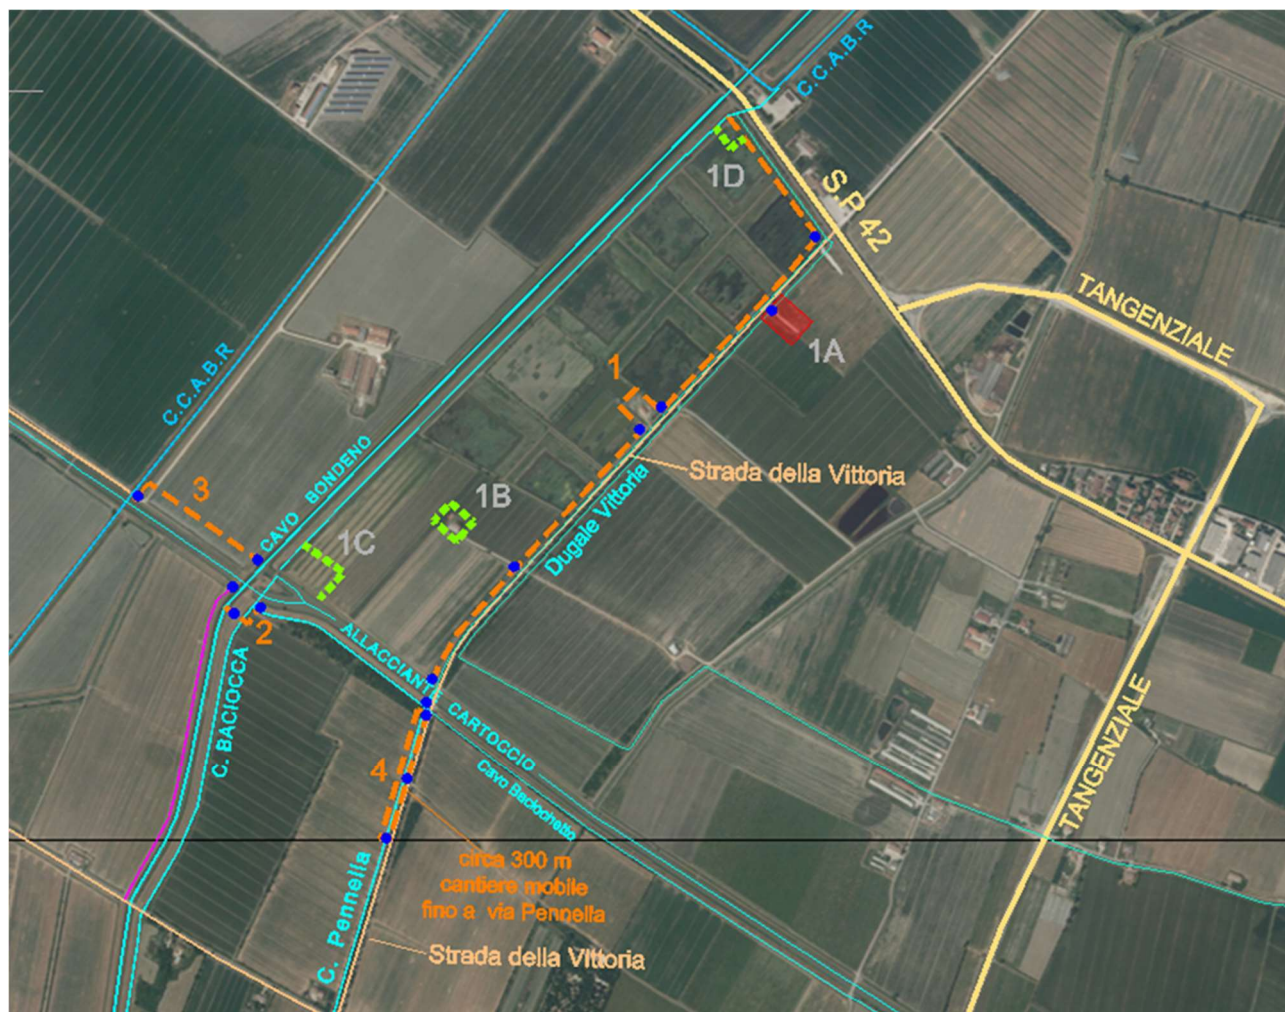 C.C.A.B.R
1D
S.P 42
TANGENZIALE
1A
1
C.C.A.B.R
Strada della Vittoria
3
CAVO BONDENO
1B
1C
Dugale Vittoria
2
ALLACCIANTE CARTOCCIO
C. BACIOCCA
Cavo Baciochetto
TANGENZIALE
4
circa 300 m
cantiere mobile
fino a via Pennella
C. Pennella
Strada della Vittoria